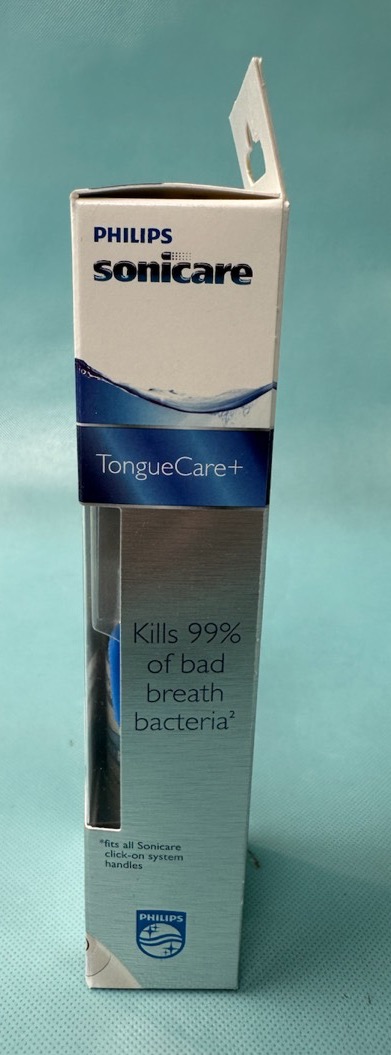 PHILIPS
sonicare
TongueCare+
Kills 99%
of bad
breath
bacteria²
*fits all Sonicare
click-on system
handles
PHILIPS